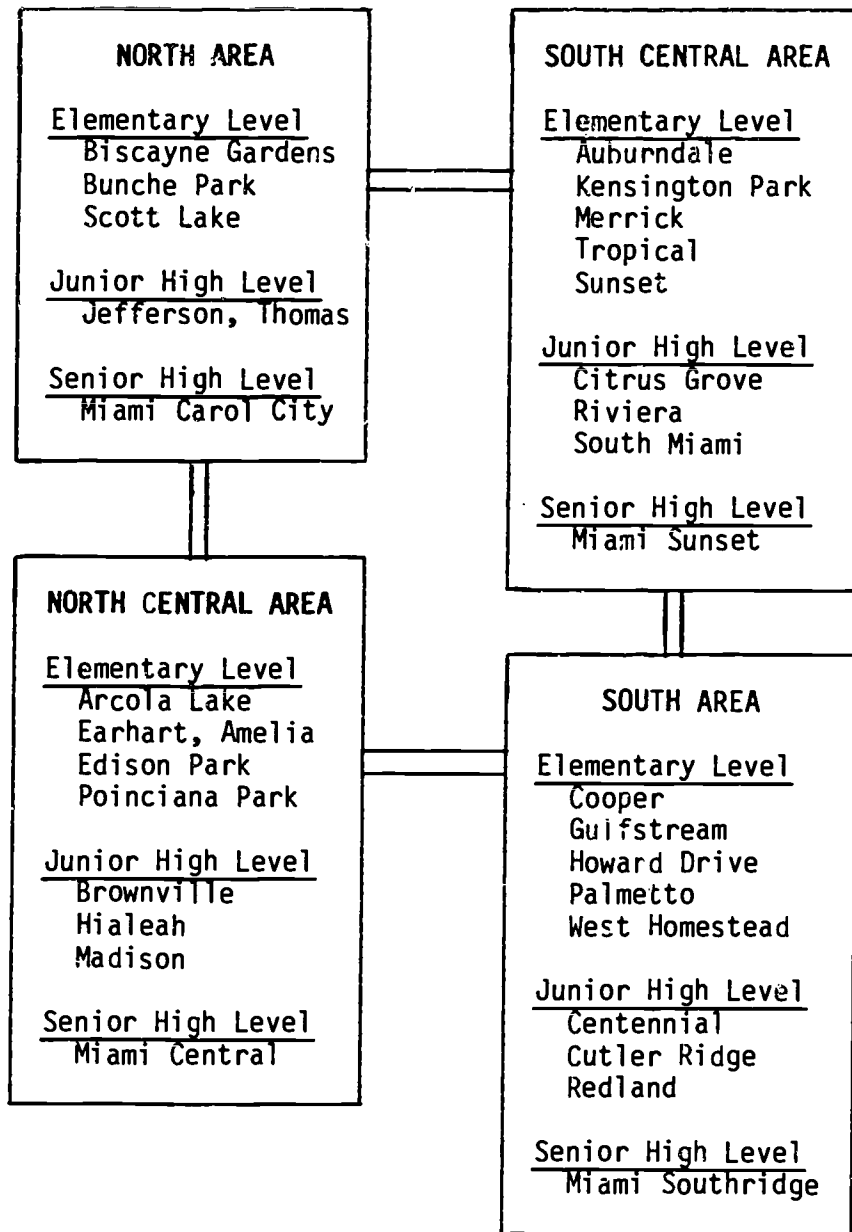 NORTH AREA
Elementary Level
Biscayne Gardens
Bunche Park
Scott Lake
Junior High Level
Jefferson, Thomas
Senior High Level
Miami Carol City
SOUTH CENTRAL AREA
Elementary Level
Auburndale
Kensington Park
Merrick
Tropical
Sunset
Junior High Level
Citrus Grove
Riviera
South Miami
Senior High Level
Miami Sunset
NORTH CENTRAL AREA
Elementary Level
Arcola Lake
Earhart, Amelia
Edison Park
Poinciana Park
Junior High Level
Brownville
Hialeah
Madison
Senior High Level
Miami Central
SOUTH AREA
Elementary Level
Cooper
Gulfstream
Howard Drive
Palmetto
West Homestead
Junior High Level
Centennial
Cutler Ridge
Redland
Senior High Level
Miami Southridge